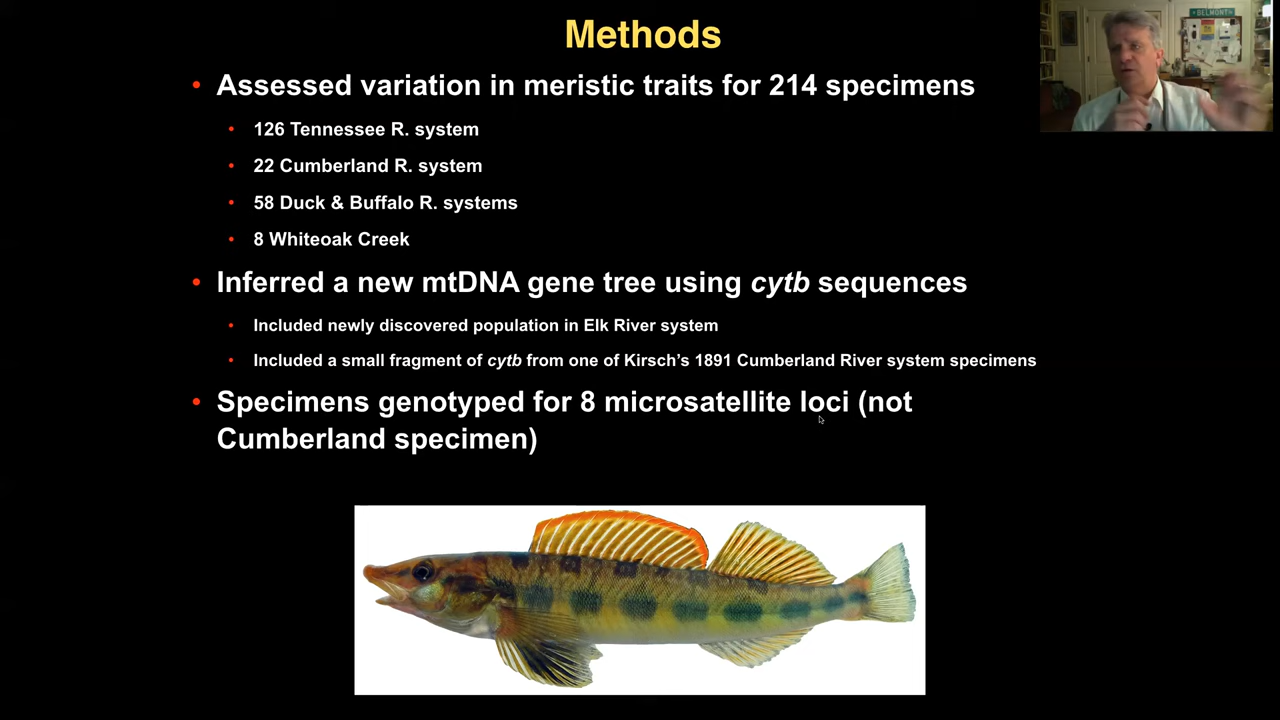 Methods
• Assessed variation in meristic traits for 214 specimens
• 126 Tennessee R. system
• 22 Cumberland R. system
• 58 Duck & Buffalo R. systems
• 8 Whiteoak Creek
• Inferred a new mtDNA gene tree using cytb sequences
• Included newly discovered population in Elk River system
• Included a small fragment of cytb from one of Kirsch's 1891 Cumberland River system specimens
• Specimens genotyped for 8 microsatellite loci (not
Cumberland specimen)
BELMONT